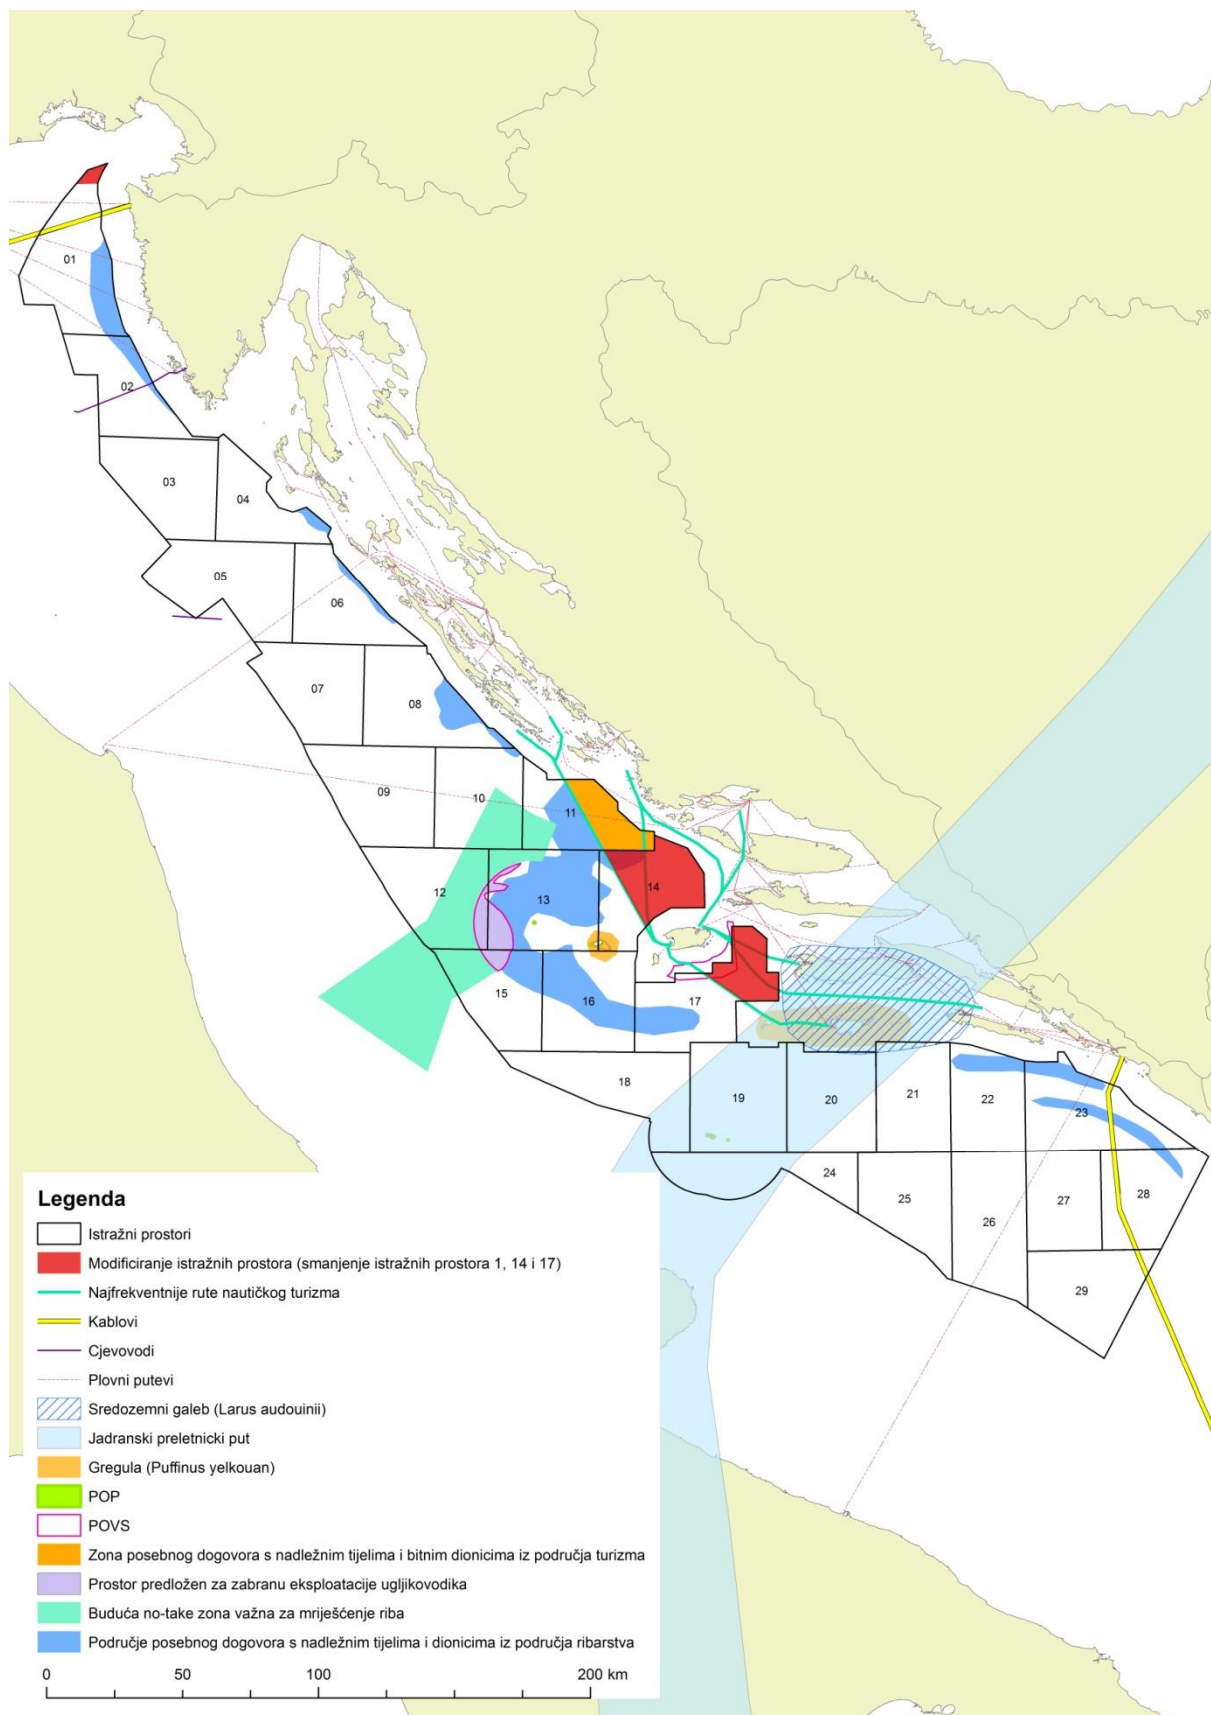 01
02
03
04
05
06
07
08
09
10
11
12
13
14
15
16
17
18
19
20
21
22
23
24
25
26
27
28
29
Legenda
Istražni prostori
Modificiranje istražnih prostora (smanjenje istražnih prostora 1, 14 i 17)
Najfrekventnije rute nautičkog turizma
Kablovi
Cjevovodi
Plovni putevi
Sredozemni galeb (Larus audouinii)
Jadranski preletnicki put
Gregula (Puffinus yelkouan)
POP
POVS
Zona posebnog dogovora s nadležnim tijelima i bitnim dionicima iz područja turizma
Prostor predložen za zabranu eksploatacije ugljikovodika
Buduća no-take zona važna za mriješćenje riba
Područje posebnog dogovora s nadležnim tijelima i dionicima iz područja ribarstva
0 50 100 200 km